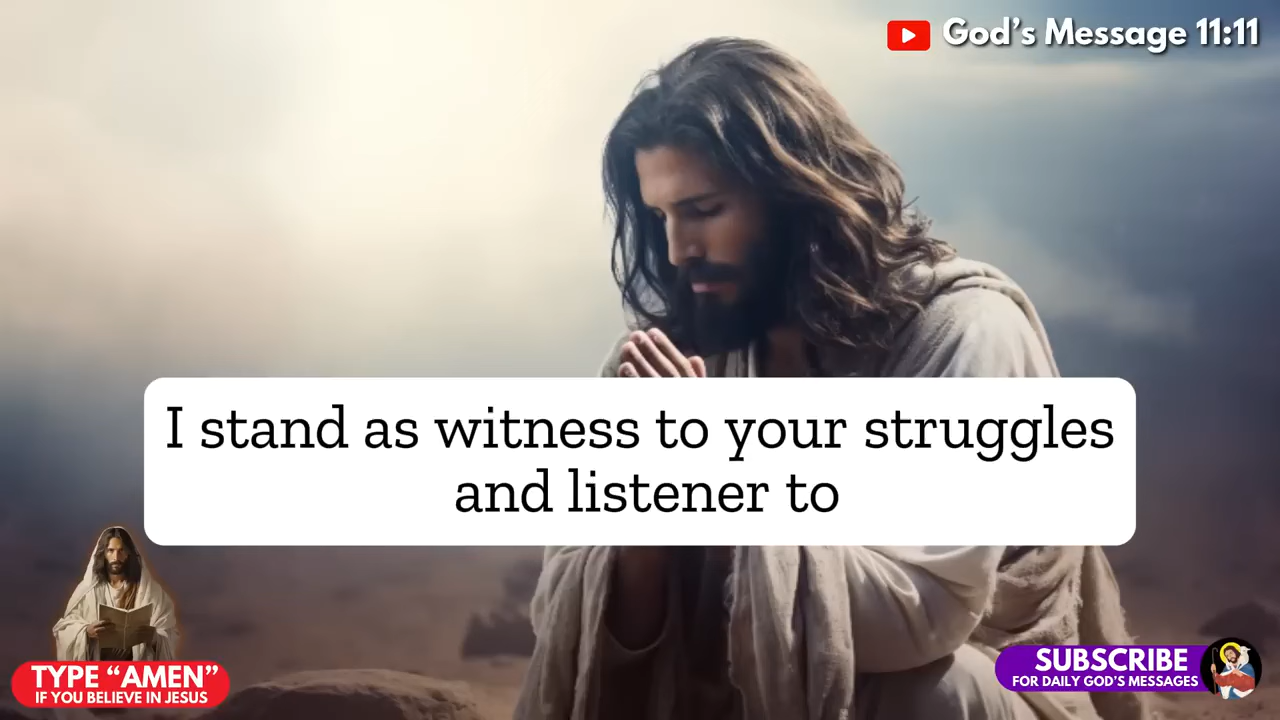 God's Message 11:11
I stand as witness to your struggles
and listener to
TYPE “AMEN”
IF YOU BELIEVE IN JESUS
SUBSCRIBE
FOR DAILY GOD'S MESSAGES